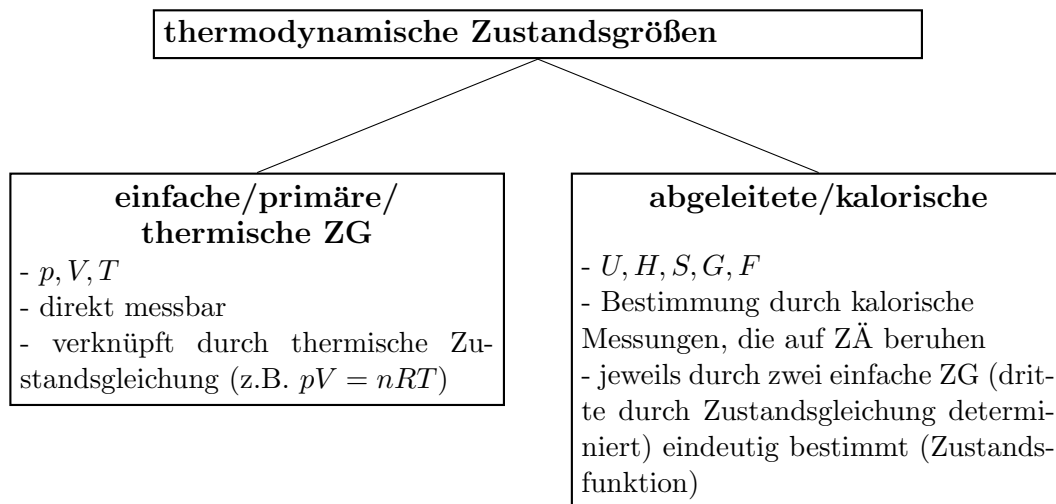 thermodynamische Zustandsgrößen
einfache/primäre/
thermische ZG
- p, V, T
- direkt messbar
- verknüpft durch thermische Zu-
standsgleichung (z.B. pV = nRT)
abgeleitete/kalorische
- U, H, S, G, F
- Bestimmung durch kalorische
Messungen, die auf ZÄ beruhen
- jeweils durch zwei einfache ZG (drit-
te durch Zustandsgleichung determi-
niert) eindeutig bestimmt (Zustands-
funktion)